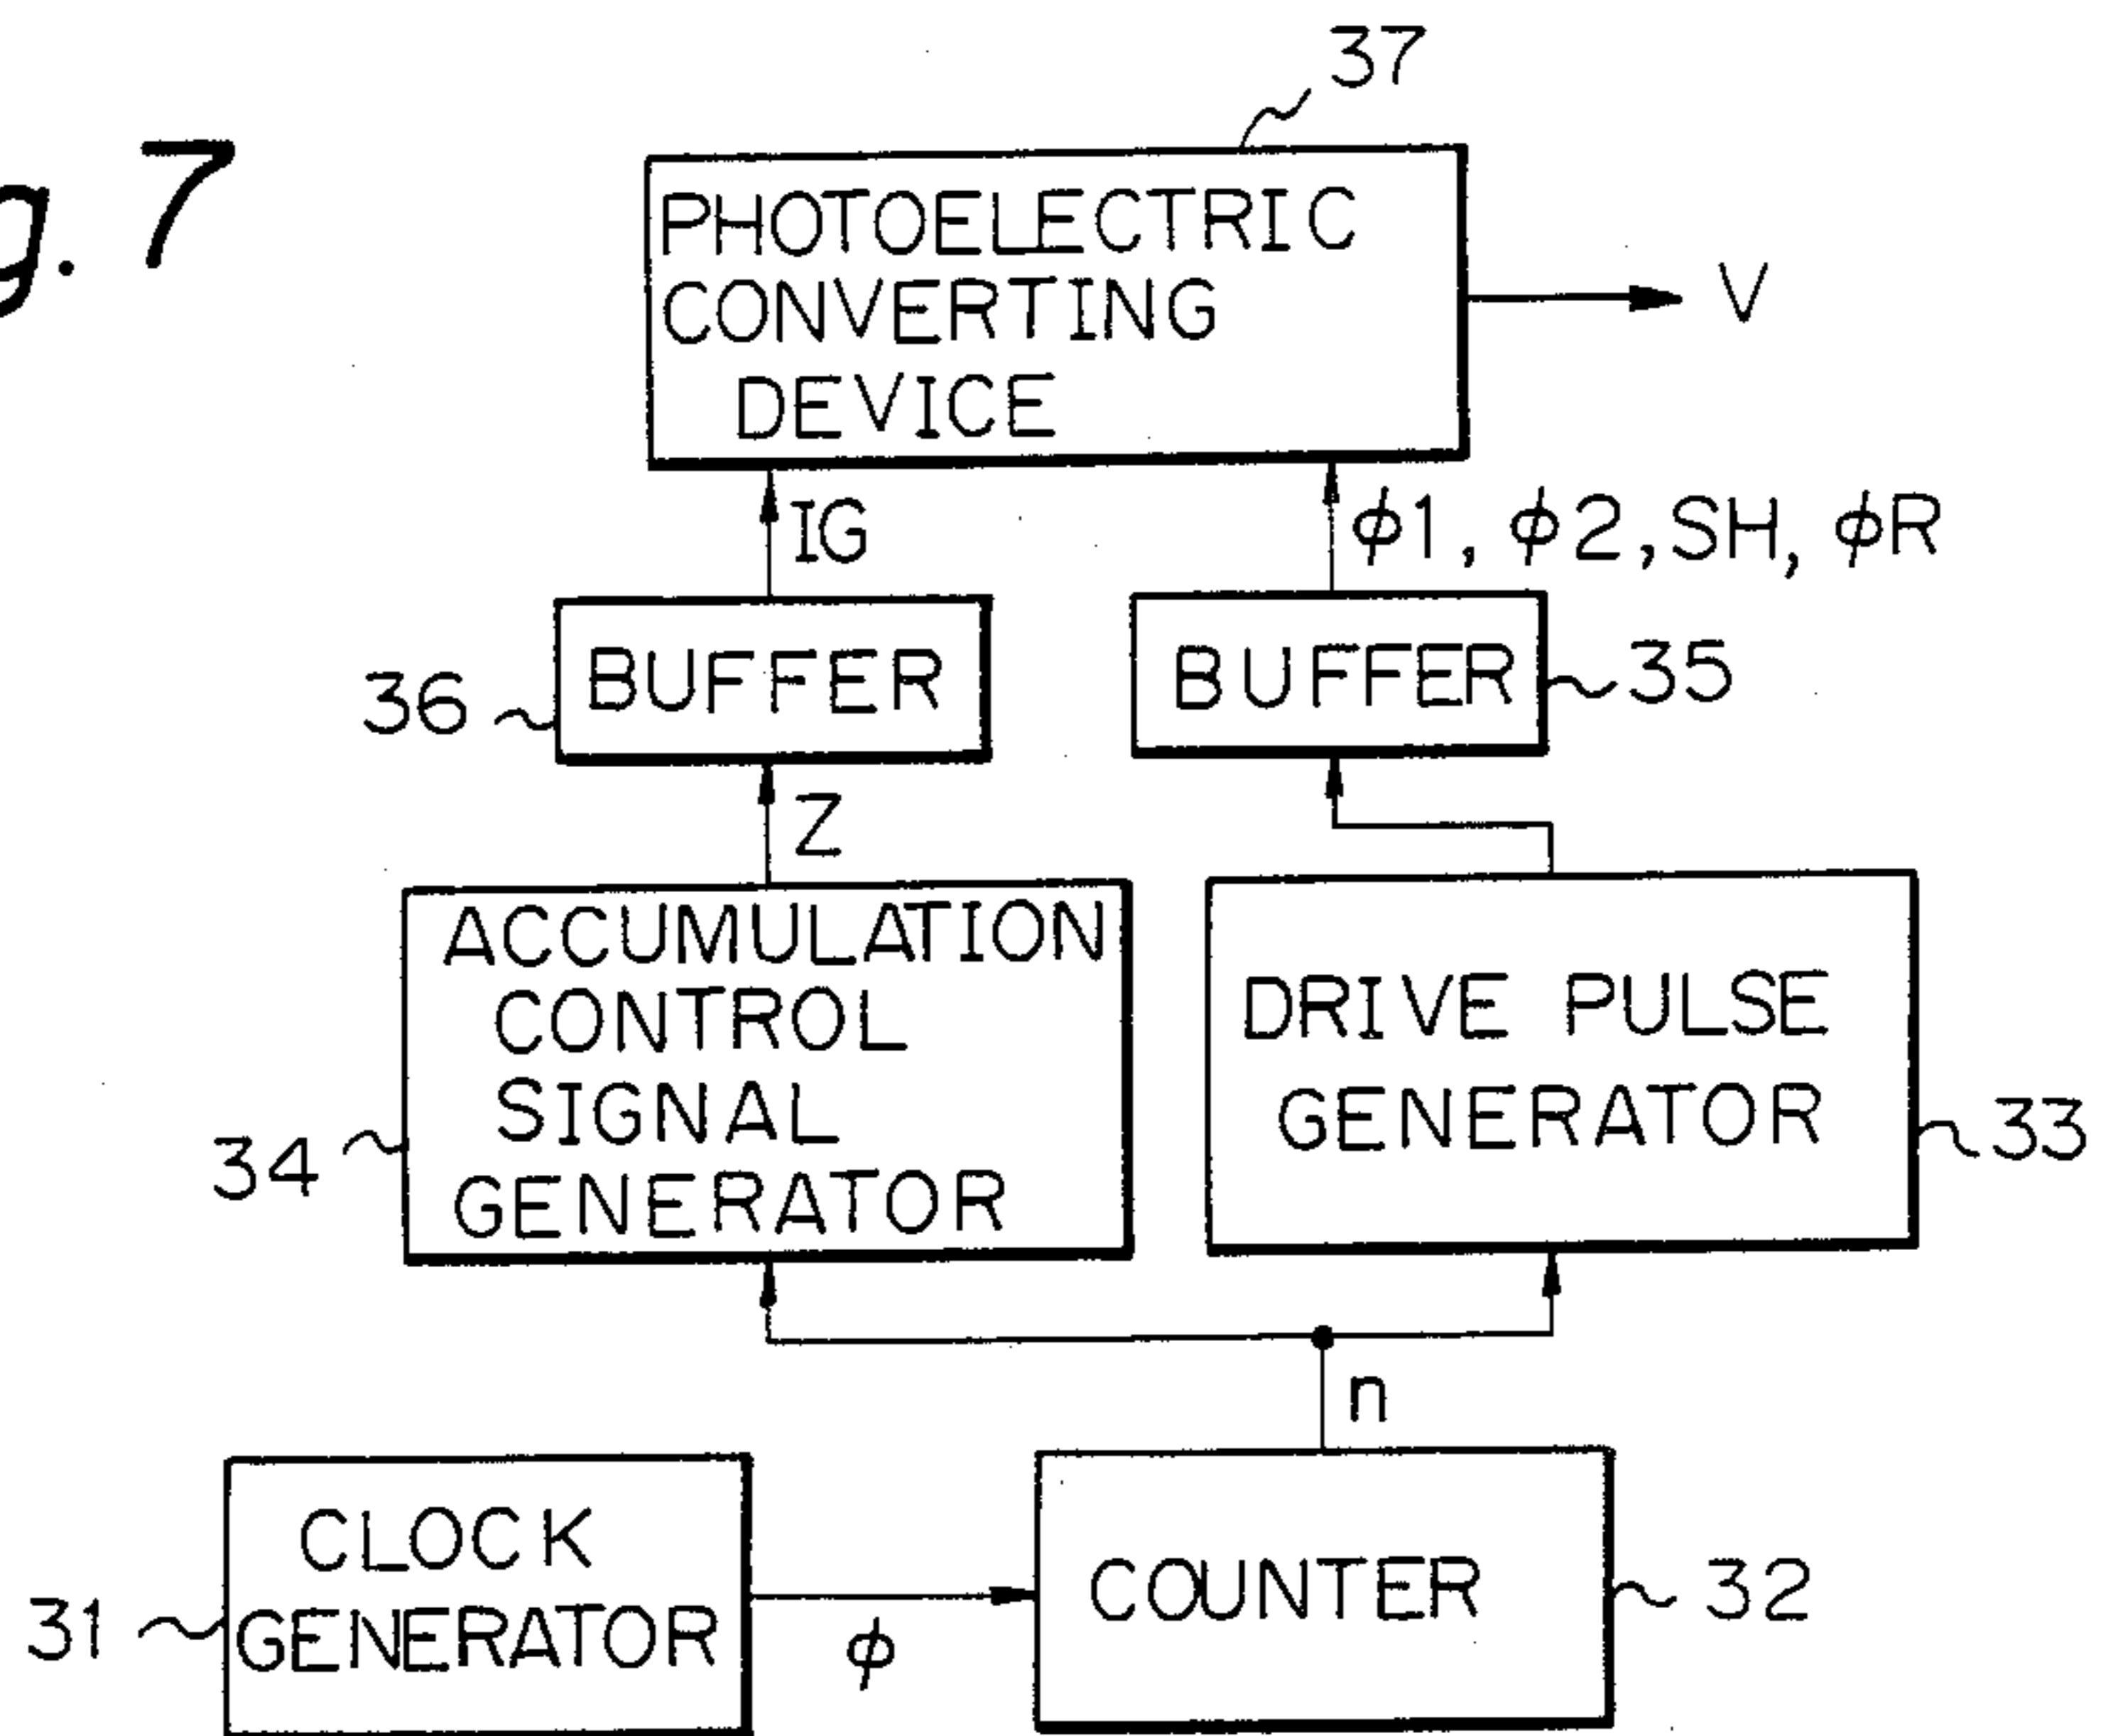 g. 7
37
PHOTOELECTRIC
CONVERTING
DEVICE
V
IG
ϕ1, ϕ2, SH, ϕR
BUFFER
36
BUFFER
35
Z
ACCUMULATION
CONTROL
SIGNAL
GENERATOR
34
DRIVE PULSE
GENERATOR
33
n
CLOCK
GENERATOR
31
ϕ
COUNTER
32